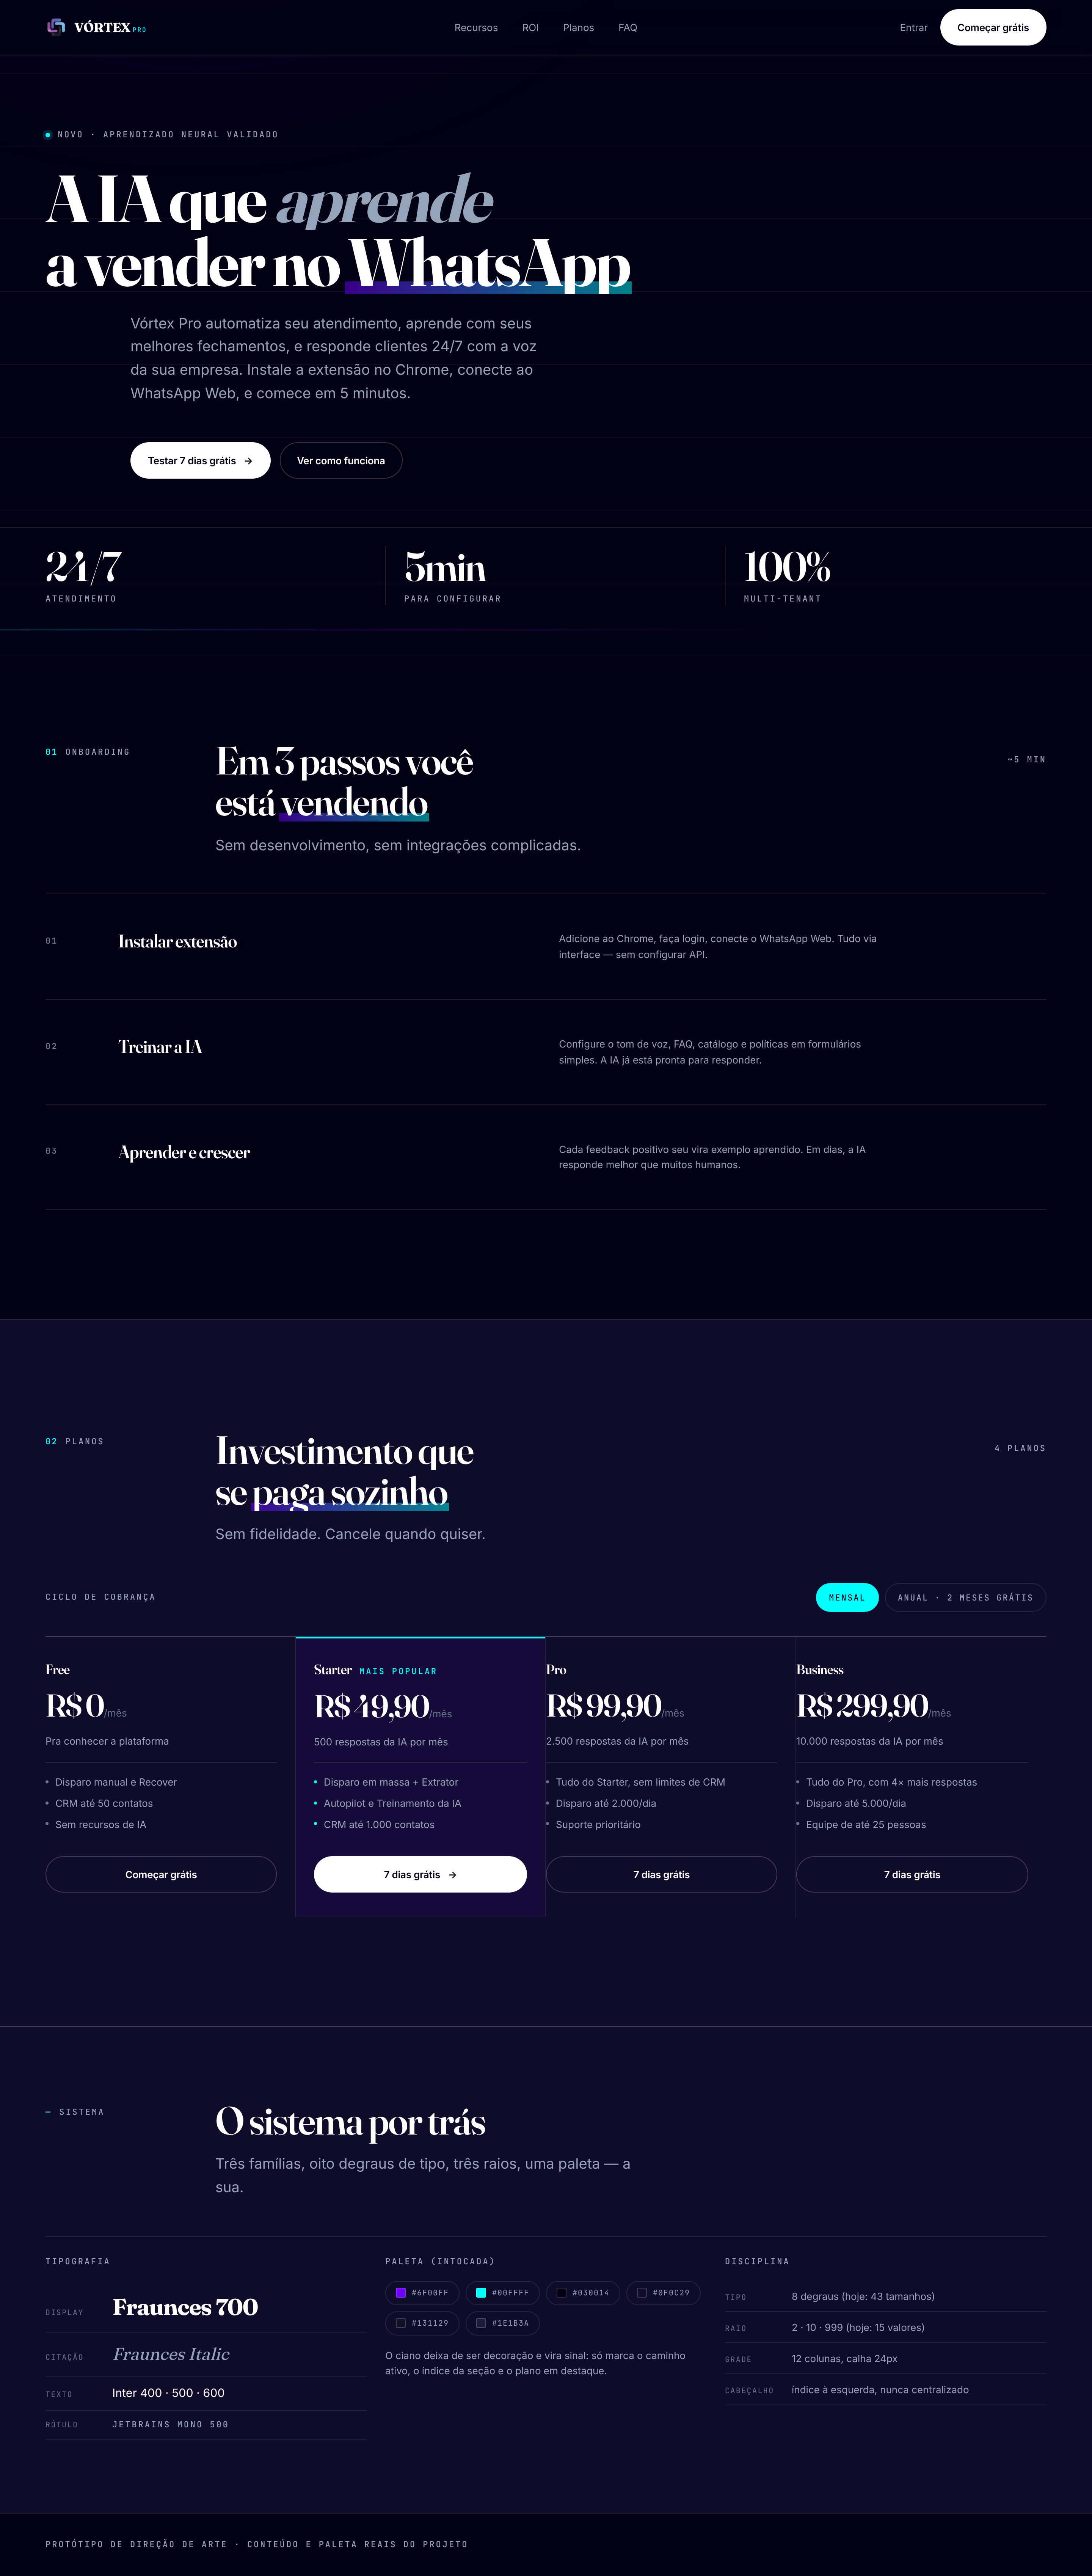 VÓRTEX PRO
Recursos ROI Planos FAQ
Entrar Começar grátis
NOVO · APRENDIZADO NEURAL VALIDADO
A IA que aprende
a vender no WhatsApp
Vórtex Pro automatiza seu atendimento, aprende com seus
melhores fechamentos, e responde clientes 24/7 com a voz
da sua empresa. Instale a extensão no Chrome, conecte ao
WhatsApp Web, e comece em 5 minutos.
Testar 7 dias grátis →
Ver como funciona
24/7
ATENDIMENTO
5min
PARA CONFIGURAR
100%
MULTI-TENANT
01 ONBOARDING
Em 3 passos você
está vendendo
Sem desenvolvimento, sem integrações complicadas.
~5 MIN
01
Instalar extensão
Adicione ao Chrome, faça login, conecte o WhatsApp Web. Tudo via
interface — sem configurar API.
02
Treinar a IA
Configure o tom de voz, FAQ, catálogo e políticas em formulários
simples. A IA já está pronta para responder.
03
Aprender e crescer
Cada feedback positivo seu vira exemplo aprendido. Em dias, a IA
responde melhor que muitos humanos.
02 PLANOS
Investimento que
se paga sozinho
Sem fidelidade. Cancele quando quiser.
4 PLANOS
CICLO DE COBRANÇA
MENSAL
ANUAL · 2 MESES GRÁTIS
Free
R$ 0/mês
Pra conhecer a plataforma
Disparo manual e Recover
CRM até 50 contatos
Sem recursos de IA
Começar grátis
Starter MAIS POPULAR
R$ 49,90/mês
500 respostas da IA por mês
Disparo em massa + Extrator
Autopilot e Treinamento da IA
CRM até 1.000 contatos
7 dias grátis →
Pro
R$ 99,90/mês
2.500 respostas da IA por mês
Tudo do Starter, sem limites de CRM
Disparo até 2.000/dia
Suporte prioritário
7 dias grátis
Business
R$ 299,90/mês
10.000 respostas da IA por mês
Tudo do Pro, com 4× mais respostas
Disparo até 5.000/dia
Equipe de até 25 pessoas
7 dias grátis
— SISTEMA
O sistema por trás
Três famílias, oito degraus de tipo, três raios, uma paleta — a
sua.
TIPOGRAFIA
DISPLAY Fraunces 700
CITAÇÃO Fraunces Italic
TEXTO Inter 400 · 500 · 600
RÓTULO JETBRAINS MONO 500
PALETA (INTOCADA)
#6F00FF #00FFFF #030014 #0F0C29
#131129 #1E1B3A
O ciano deixa de ser decoração e vira sinal: só marca o caminho
ativo, o índice da seção e o plano em destaque.
DISCIPLINA
TIPO 8 degraus (hoje: 43 tamanhos)
RAIO 2 · 10 · 999 (hoje: 15 valores)
GRADE 12 colunas, calha 24px
CABEÇALHO índice à esquerda, nunca centralizado
PROTÓTIPO DE DIREÇÃO DE ARTE · CONTEÚDO E PALETA REAIS DO PROJETO